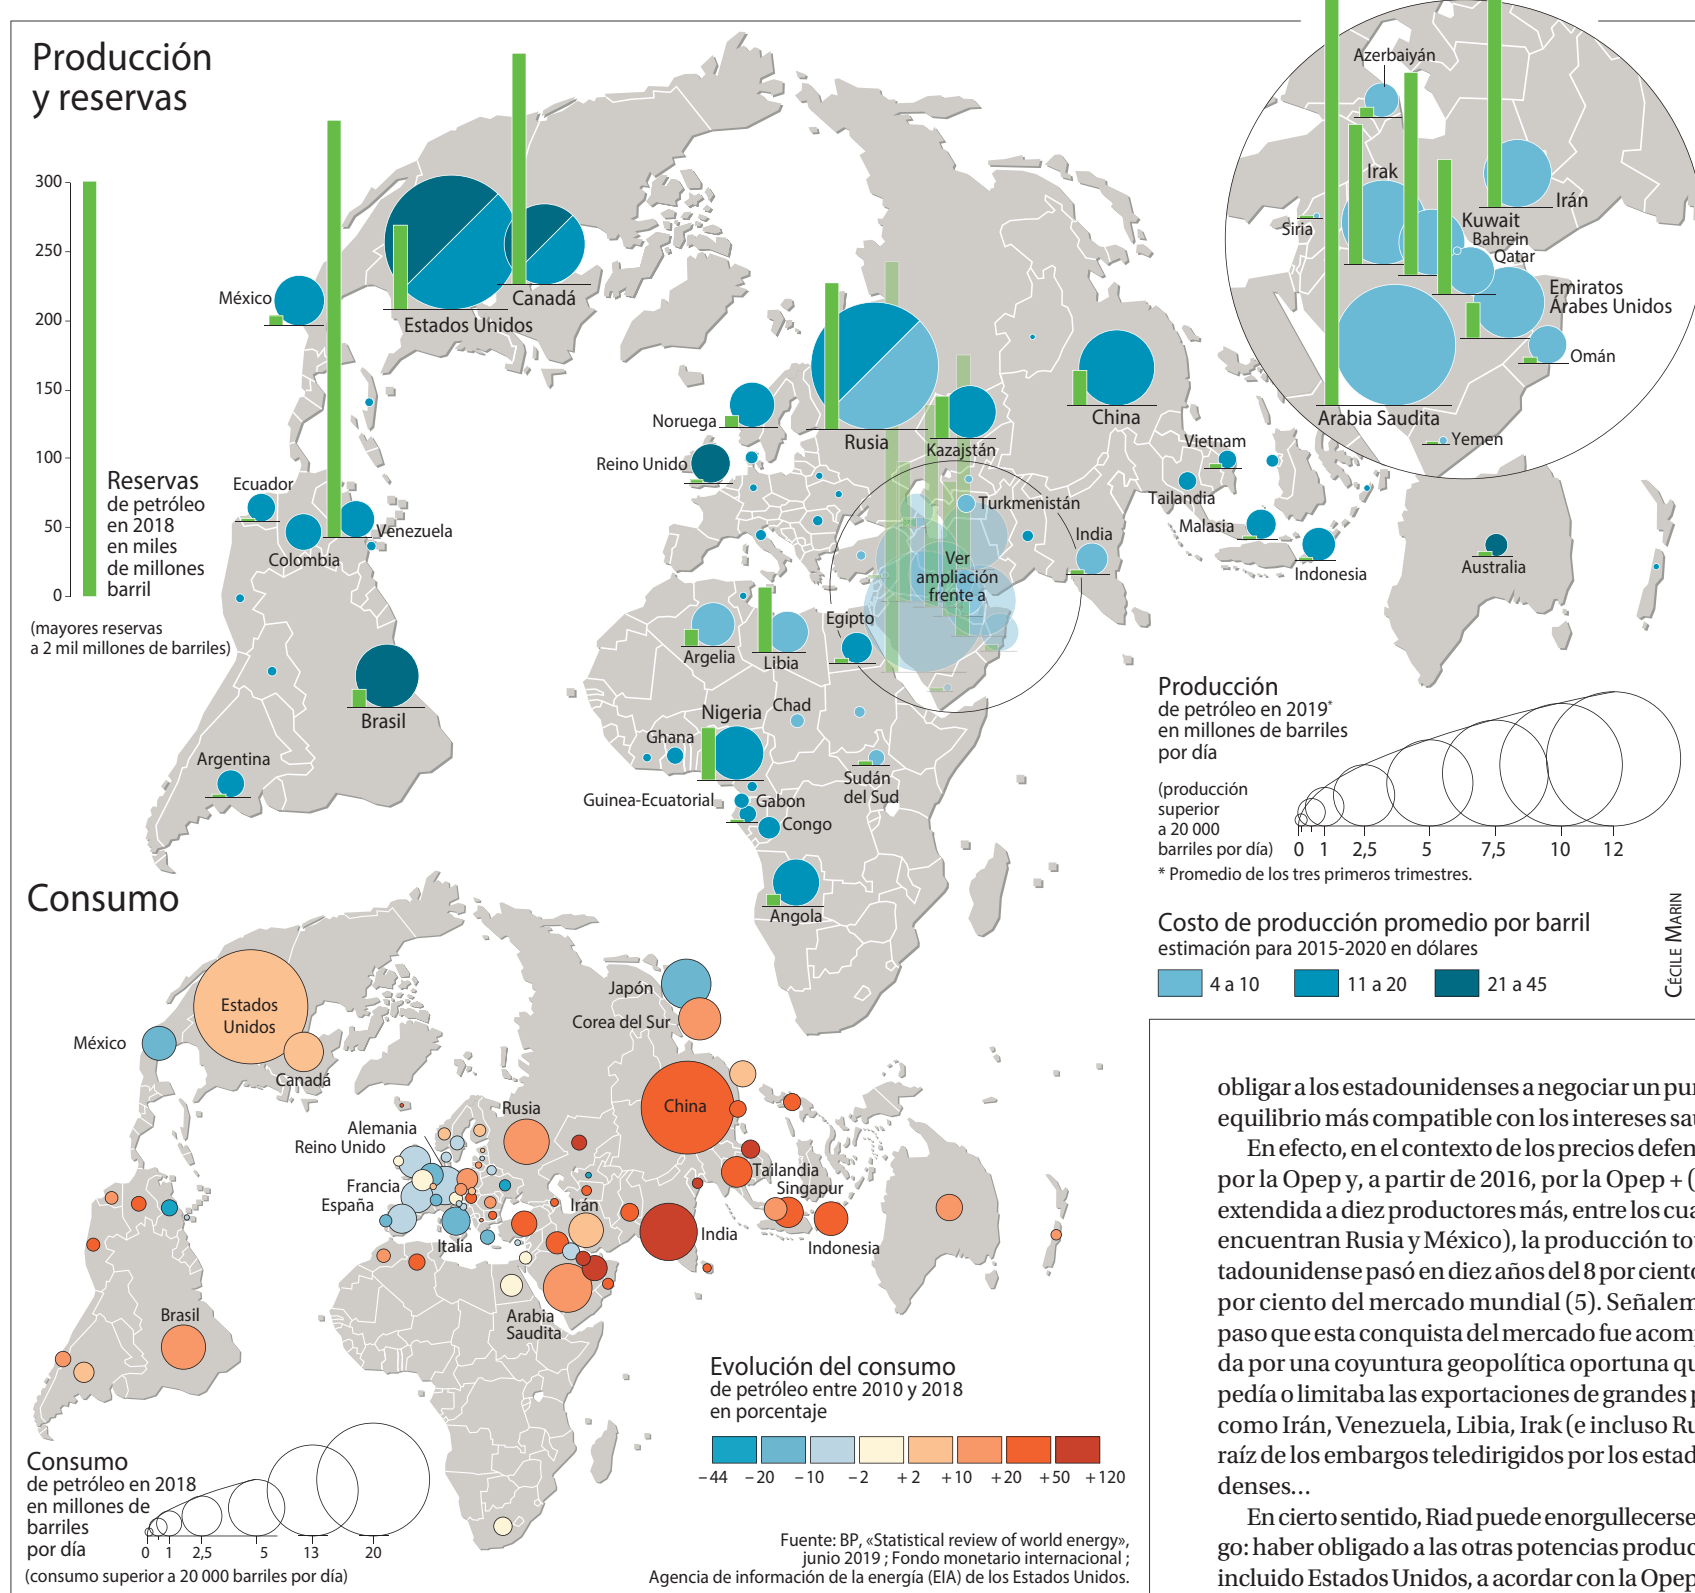 Producción
y reservas
300
250
200
150
100
50
0
Reservas
de petróleo
en 2018
en miles
de millones
barril
(mayores reservas
a 2 mil millones de barriles)
México
Estados Unidos
Canadá
Ecuador
Colombia
Venezuela
Brasil
Argentina
Noruega
Reino Unido
Rusia
Kazajstán
China
Turkmenistán
India
Ver
ampliación
frente a
Vietnam
Tailandia
Malasia
Indonesia
Australia
Argelia
Libia
Egipto
Chad
Nigeria
Ghana
Sudán
del Sud
Guinea-Ecuatorial
Gabon
Congo
Angola
Azerbaiyán
Irak
Siria
Irán
Kuwait
Bahrein
Qatar
Emiratos
Árabes Unidos
Omán
Arabia Saudita
Yemen
Producción
de petróleo en 2019*
en millones de barriles
por día
(producción
superior
a 20 000
barriles por día)
0 1 2,5 5 7,5 10 12
* Promedio de los tres primeros trimestres.
Costo de producción promedio por barril
estimación para 2015-2020 en dólares
4 a 10
11 a 20
21 a 45
CÉCILE MARIN
Consumo
Estados
Unidos
México
Canadá
Brasil
Japón
Corea del Sur
China
Rusia
Alemania
Reino Unido
Francia
España
Italia
Irán
India
Tailandia
Singapur
Indonesia
Arabia
Saudita
Evolución del consumo
de petróleo entre 2010 y 2018
en porcentaje
−44 −20 −10 −2 +2 +10 +20 +50 +120
Consumo
de petróleo en 2018
en millones de
barriles
por día
0 1 2,5 5 13 20
(consumo superior a 20 000 barriles por día)
Fuente: BP, «Statistical review of world energy»,
junio 2019 ; Fondo monetario internacional ;
Agencia de información de la energía (EIA) de los Estados Unidos.
obligar a los estadounidenses a negociar un pun
equilibrio más compatible con los intereses sau
En efecto, en el contexto de los precios defen
por la Opep y, a partir de 2016, por la Opep + (
extendida a diez productores más, entre los cua
encuentran Rusia y México), la producción tot
tadounidense pasó en diez años del 8 por ciento
por ciento del mercado mundial (5). Señalem
paso que esta conquista del mercado fue acomp
da por una coyuntura geopolítica oportuna qu
pedía o limitaba las exportaciones de grandes p
como Irán, Venezuela, Libia, Irak (e incluso Ru
raíz de los embargos teledirigidos por los estad
denses…
En cierto sentido, Riad puede enorgullecerse
go: haber obligado a las otras potencias produc
incluido Estados Unidos, a acordar con la Opep